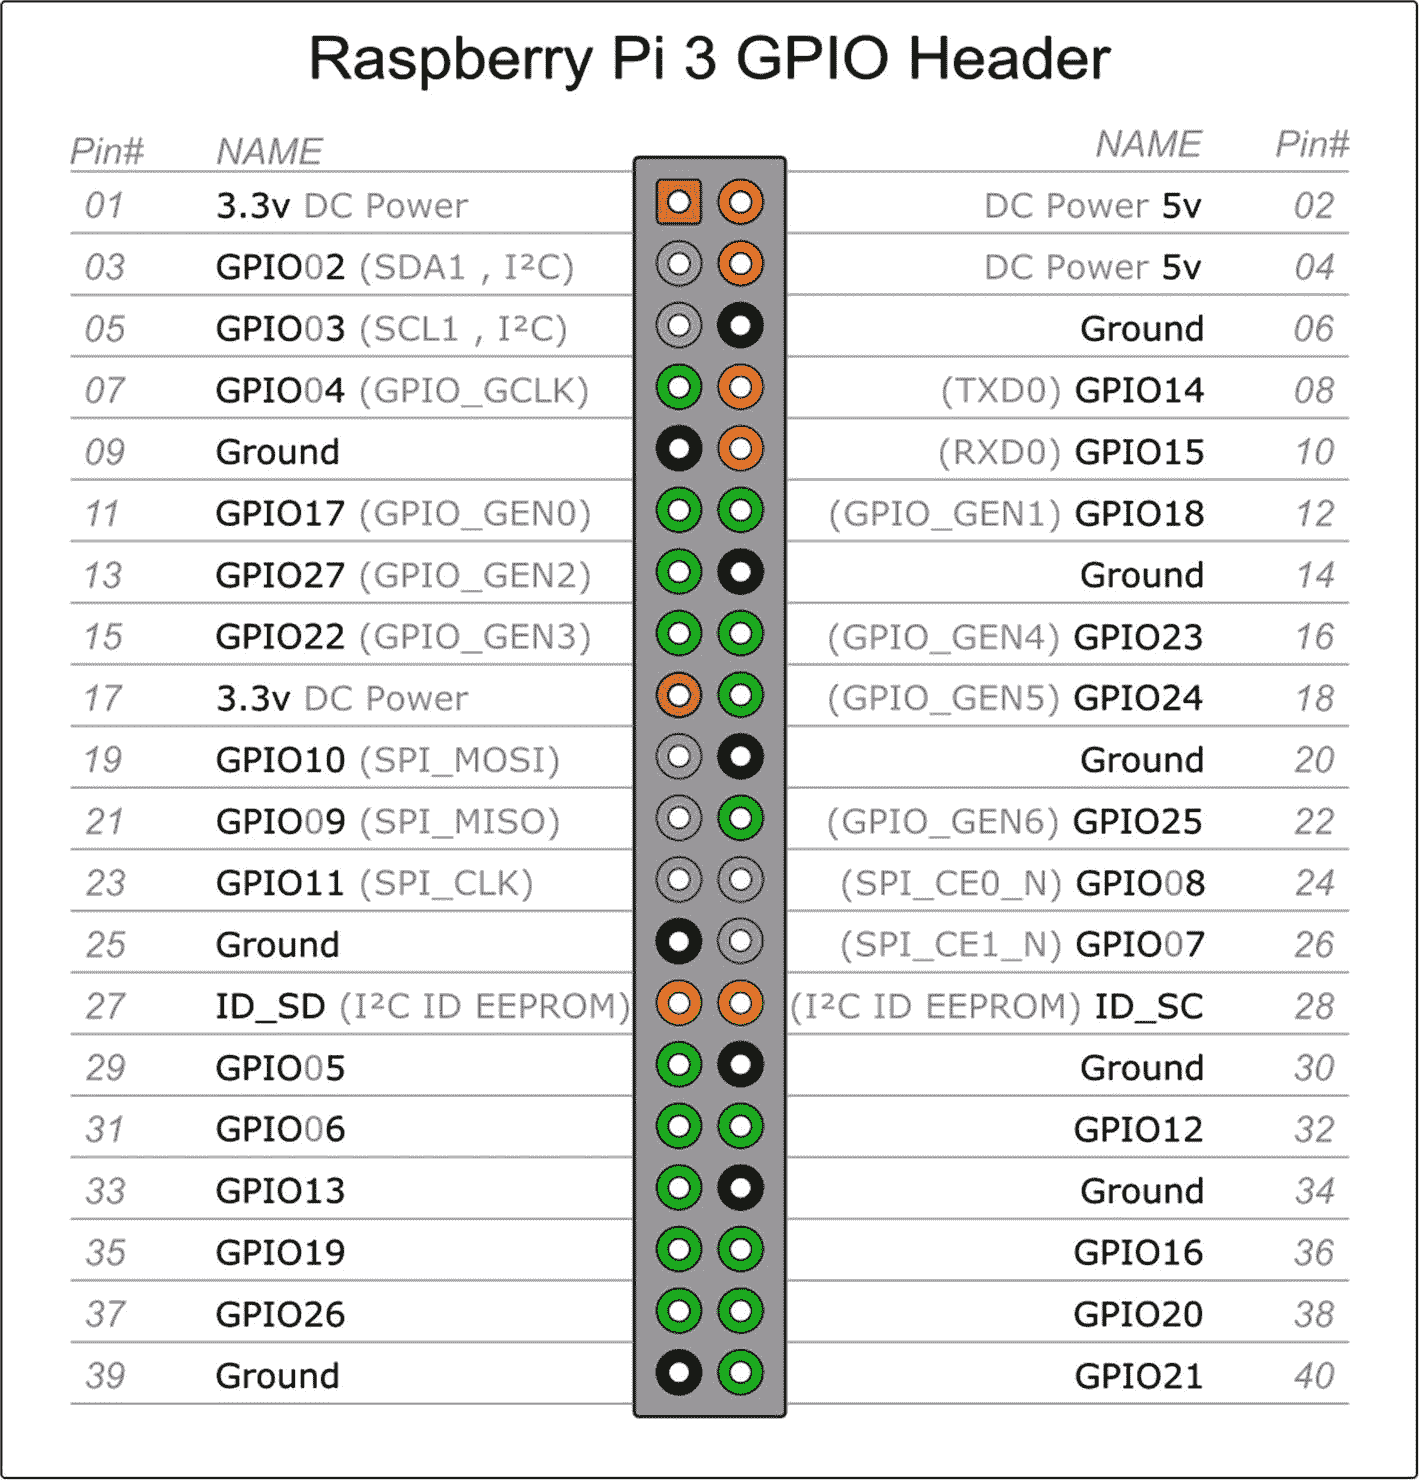 Raspberry Pi 3 GPIO Header
Pin# NAME NAME Pin#
01 3.3v DC Power DC Power 5v 02
03 GPIO02 (SDA1 , I²C) DC Power 5v 04
05 GPIO03 (SCL1 , I²C) Ground 06
07 GPIO04 (GPIO_GCLK) (TXD0) GPIO14 08
09 Ground (RXD0) GPIO15 10
11 GPIO17 (GPIO_GEN0) (GPIO_GEN1) GPIO18 12
13 GPIO27 (GPIO_GEN2) Ground 14
15 GPIO22 (GPIO_GEN3) (GPIO_GEN4) GPIO23 16
17 3.3v DC Power (GPIO_GEN5) GPIO24 18
19 GPIO10 (SPI_MOSI) Ground 20
21 GPIO09 (SPI_MISO) (GPIO_GEN6) GPIO25 22
23 GPIO11 (SPI_CLK) (SPI_CE0_N) GPIO08 24
25 Ground (SPI_CE1_N) GPIO07 26
27 ID_SD (I²C ID EEPROM) (I²C ID EEPROM) ID_SC 28
29 GPIO05 Ground 30
31 GPIO06 GPIO12 32
33 GPIO13 Ground 34
35 GPIO19 GPIO16 36
37 GPIO26 GPIO20 38
39 Ground GPIO21 40